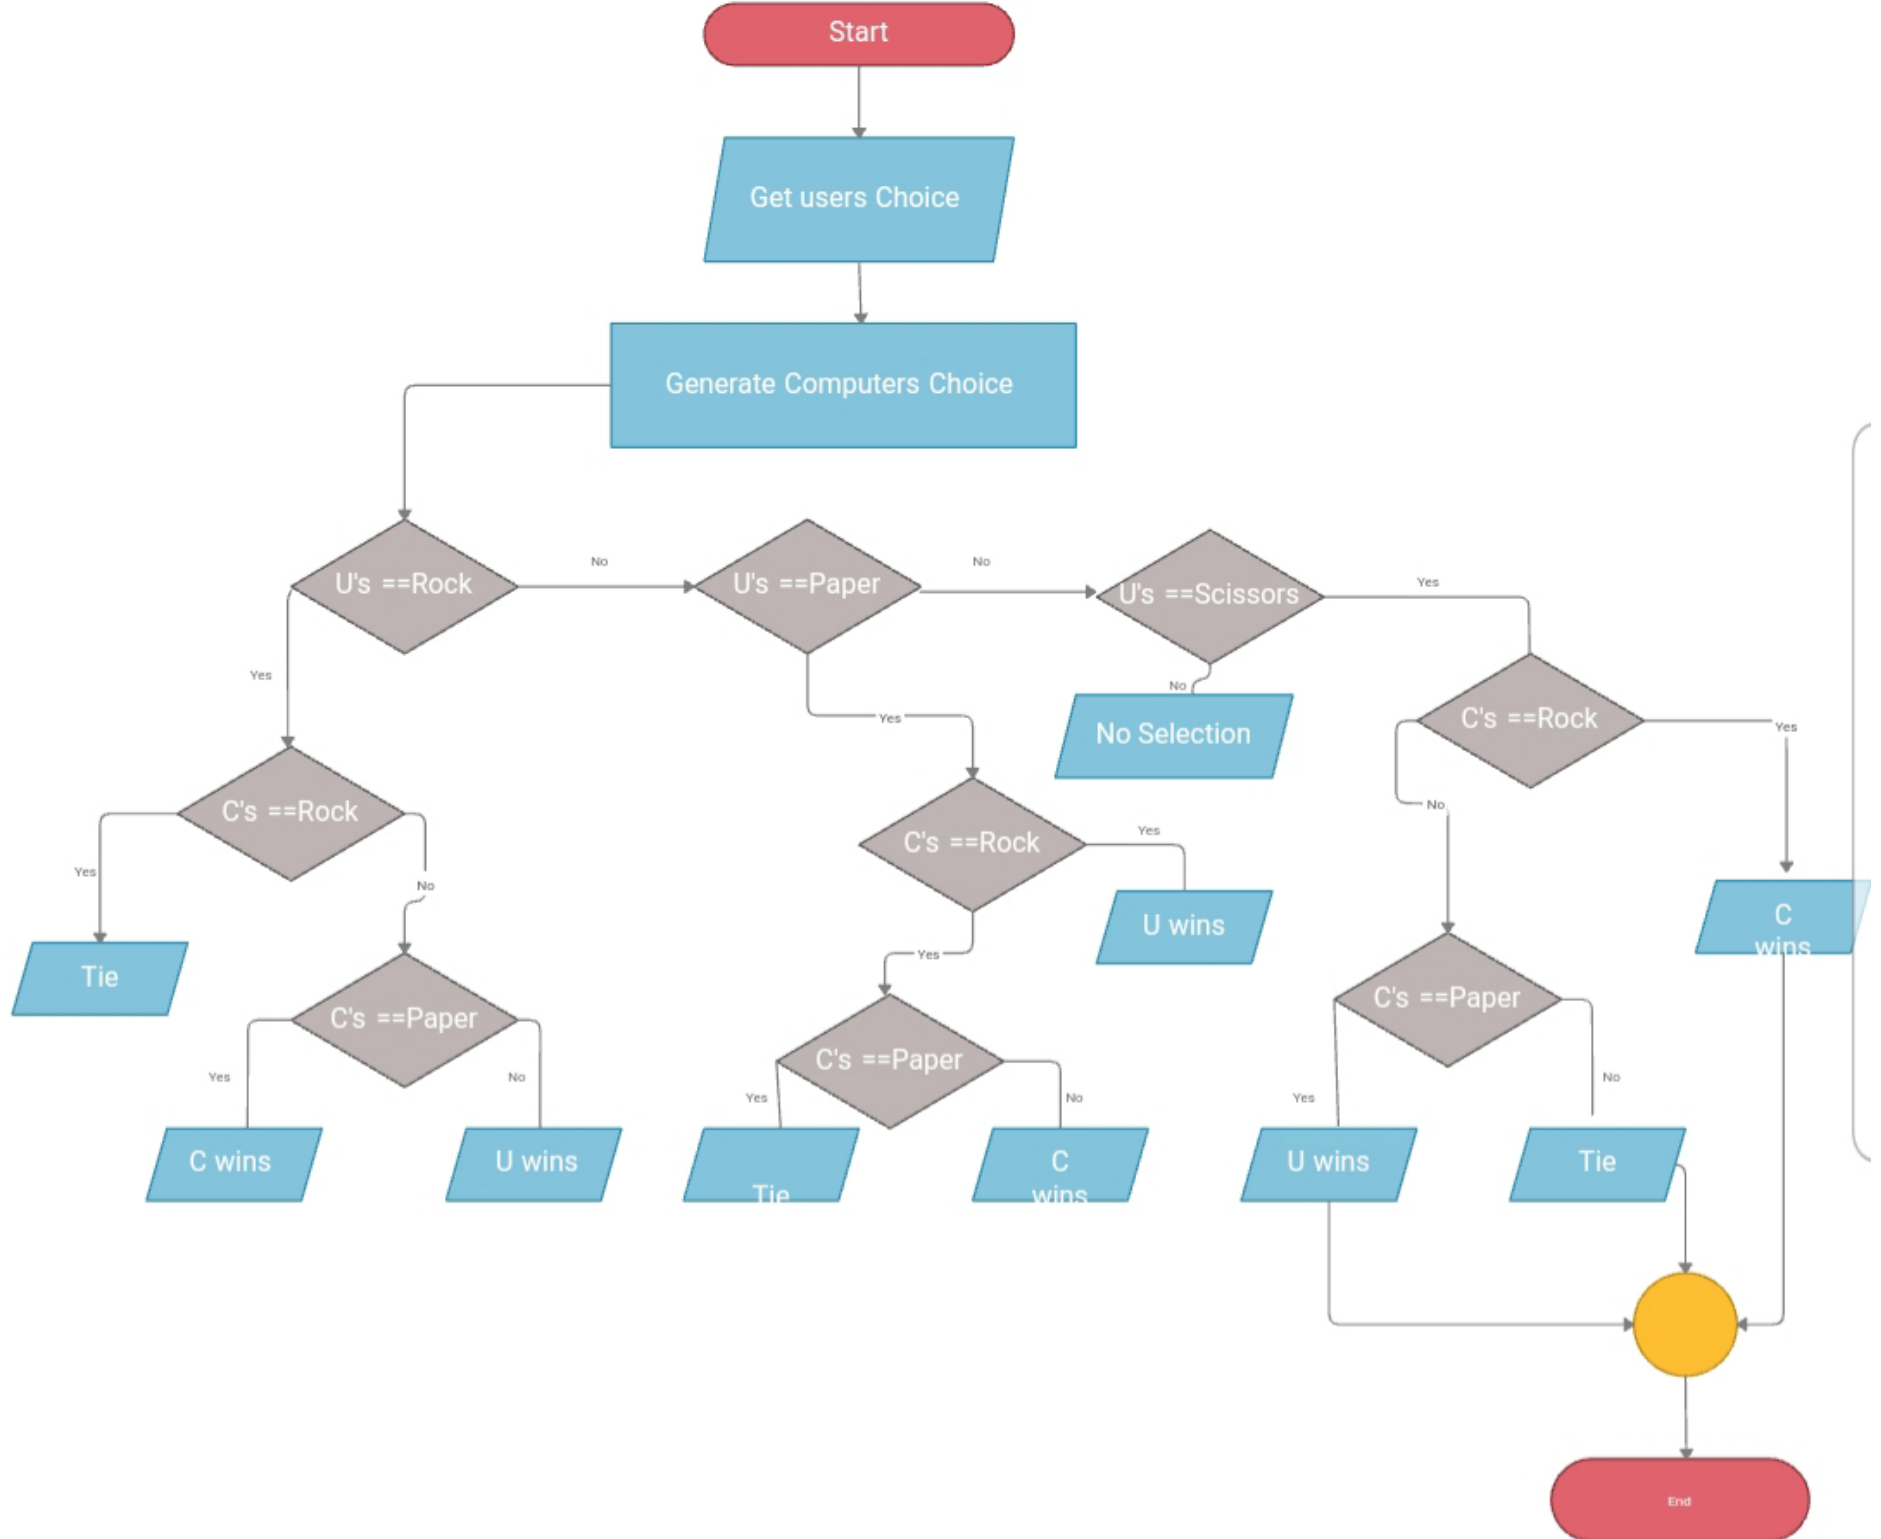 Start
Get users Choice
Generate Computers Choice
No
No
Yes
U's ==Rock
U's ==Paper
U's ==Scissors
Yes
No
Yes
C's ==Rock
Yes
No Selection
No
C's ==Rock
C's ==Rock
Yes
Yes
No
U wins
C
wins
Yes
Tie
C's ==Paper
C's ==Paper
C's ==Paper
Yes
No
Yes
No
Yes
No
C wins
U wins
Tie
C
wins
U wins
Tie
End